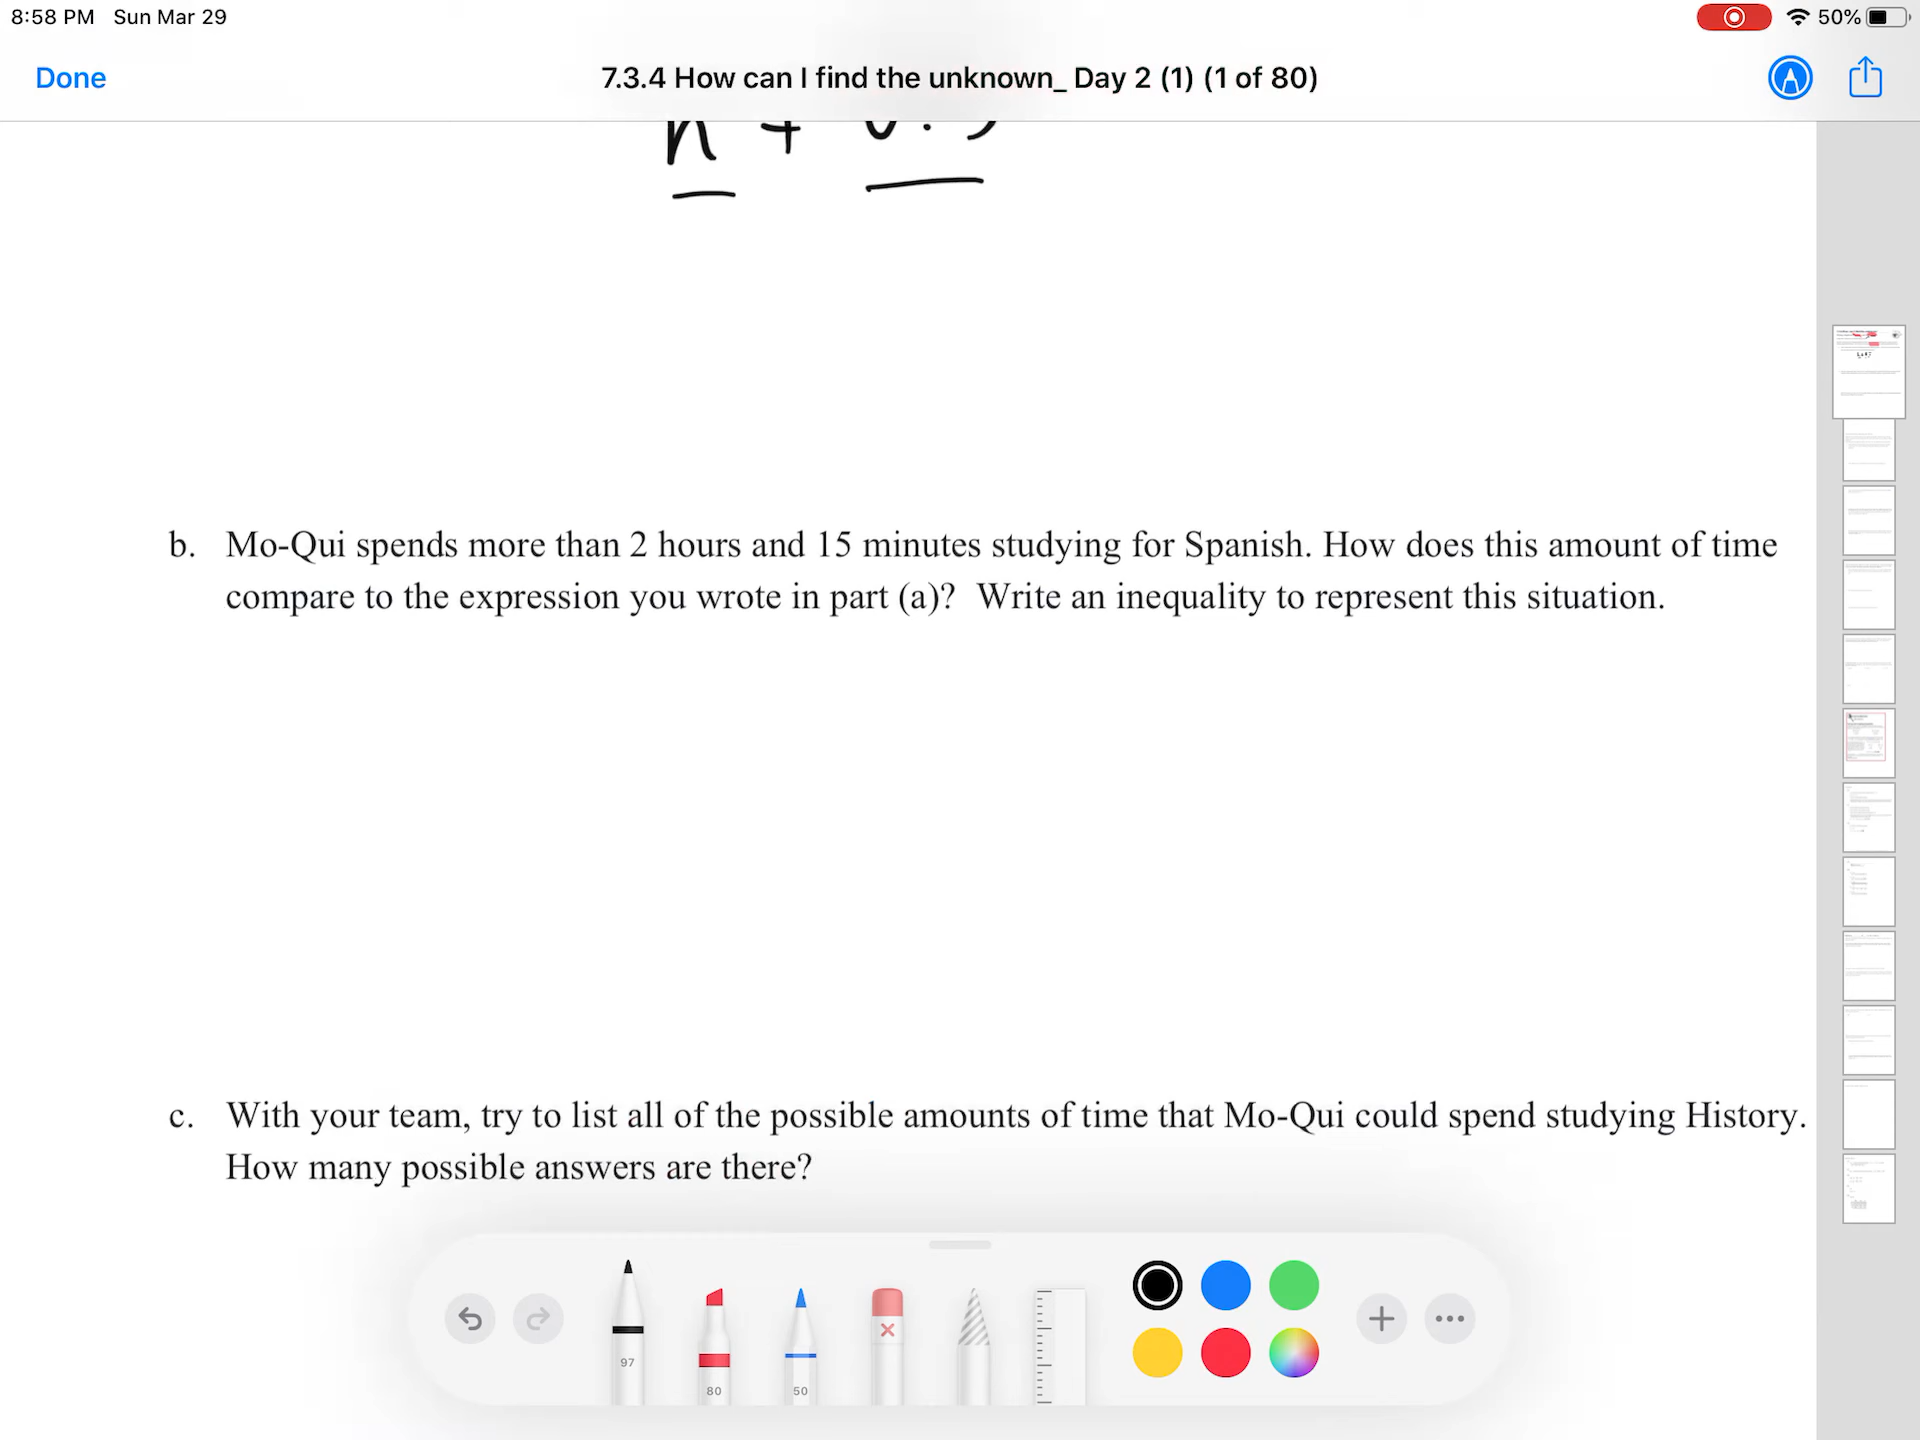 8:58 PM Sun Mar 29
50%
Done
7.3.4 How can I find the unknown_ Day 2 (1) (1 of 80)
b. Mo-Qui spends more than 2 hours and 15 minutes studying for Spanish. How does this amount of time
compare to the expression you wrote in part (a)? Write an inequality to represent this situation.
c. With your team, try to list all of the possible amounts of time that Mo-Qui could spend studying History.
How many possible answers are there?
97
80
50